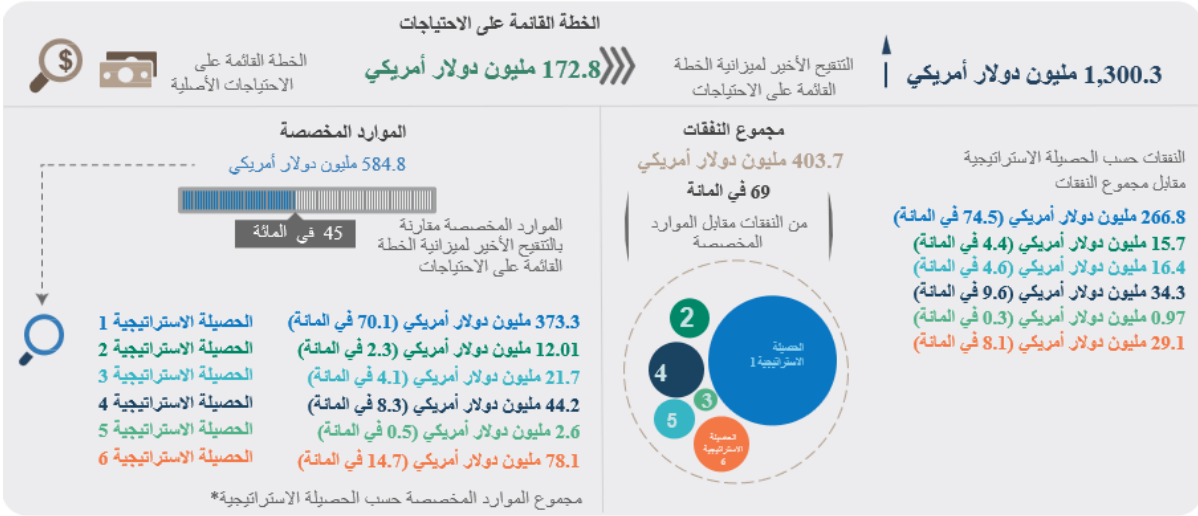 الخطة القائمة على الاحتياجات
الخطة القائمة على
الاحتياجات الأصلية
172.8 مليون دولار أمريكي
التنقيح الأخير لميزانية الخطة
القائمة على الاحتياجات
1,300.3 مليون دولار أمريكي
الموارد المخصصة
584.8 مليون دولار أمريكي
45 في المائة
الموارد المخصصة مقارنة
بالتنقيح الأخير لميزانية الخطة
القائمة على الاحتياجات
الحصيلة الاستراتيجية 1 373.3 مليون دولار أمريكي (70.1 في المائة)
الحصيلة الاستراتيجية 2 12.01 مليون دولار أمريكي (2.3 في المائة)
الحصيلة الاستراتيجية 3 21.7 مليون دولار أمريكي (4.1 في المائة)
الحصيلة الاستراتيجية 4 44.2 مليون دولار أمريكي (8.3 في المائة)
الحصيلة الاستراتيجية 5 2.6 مليون دولار أمريكي (0.5 في المائة)
الحصيلة الاستراتيجية 6 78.1 مليون دولار أمريكي (14.7 في المائة)
مجموع الموارد المخصصة حسب الحصيلة الاستراتيجية*
مجموع النفقات
403.7 مليون دولار أمريكي
69 في المائة
من النفقات مقابل الموارد
المخصصة
الحصيلة
الاستراتيجية 1
2
4
3
5
الحصيلة
الاستراتيجية
6
النفقات حسب الحصيلة الاستراتيجية
مقابل مجموع النفقات
266.8 مليون دولار أمريكي (74.5 في المائة)
15.7 مليون دولار أمريكي (4.4 في المائة)
16.4 مليون دولار أمريكي (4.6 في المائة)
34.3 مليون دولار أمريكي (9.6 في المائة)
0.97 مليون دولار أمريكي (0.3 في المائة)
29.1 مليون دولار أمريكي (8.1 في المائة)